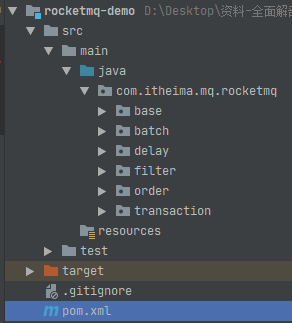 rocketmq-demo D:\Desktop\资料-全面解
src
main
java
com.itheima.mq.rocketmq
base
batch
delay
filter
order
transaction
resources
test
target
.gitignore
pom.xml